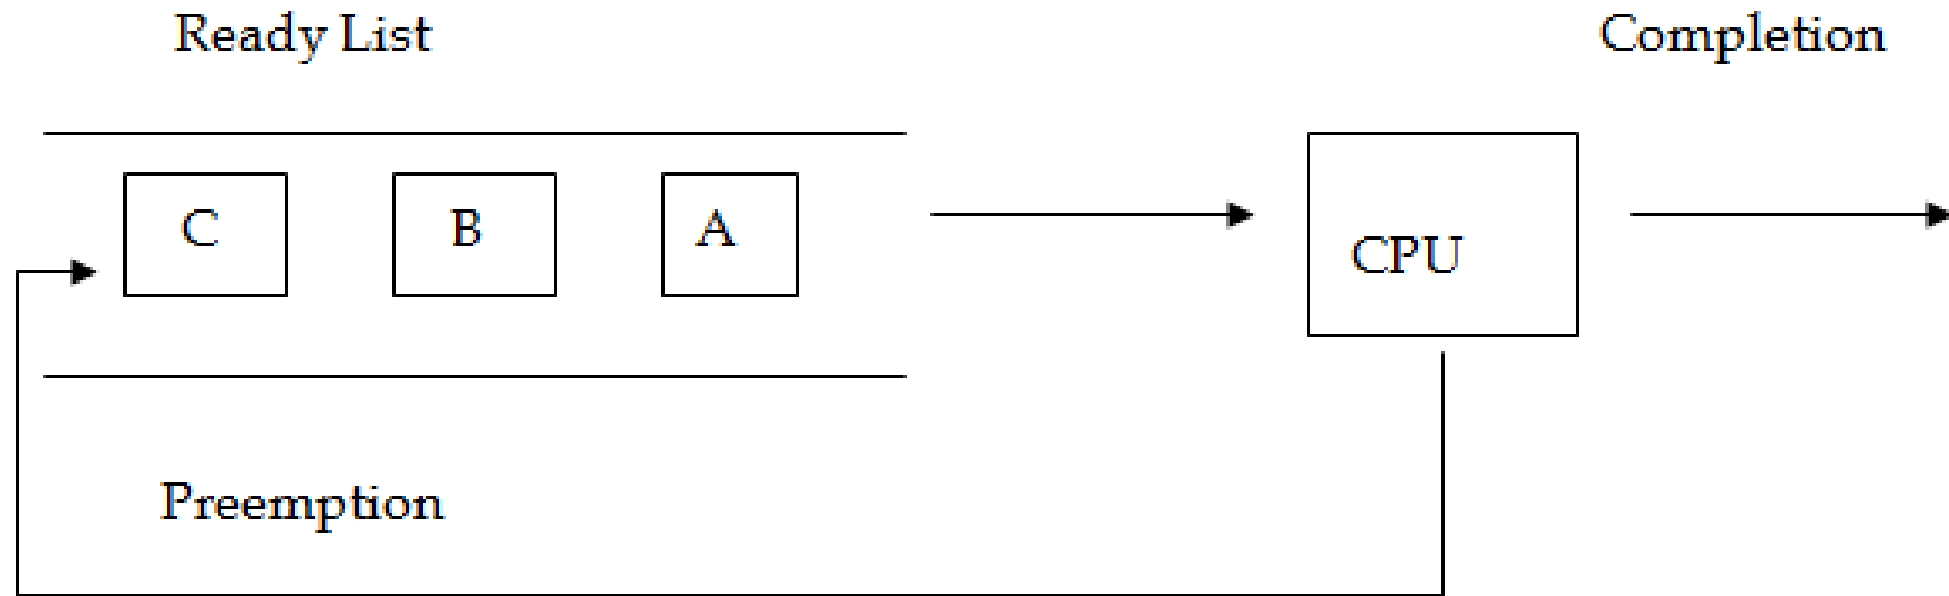 Ready List
Completion
C
B
A
CPU
Preemption